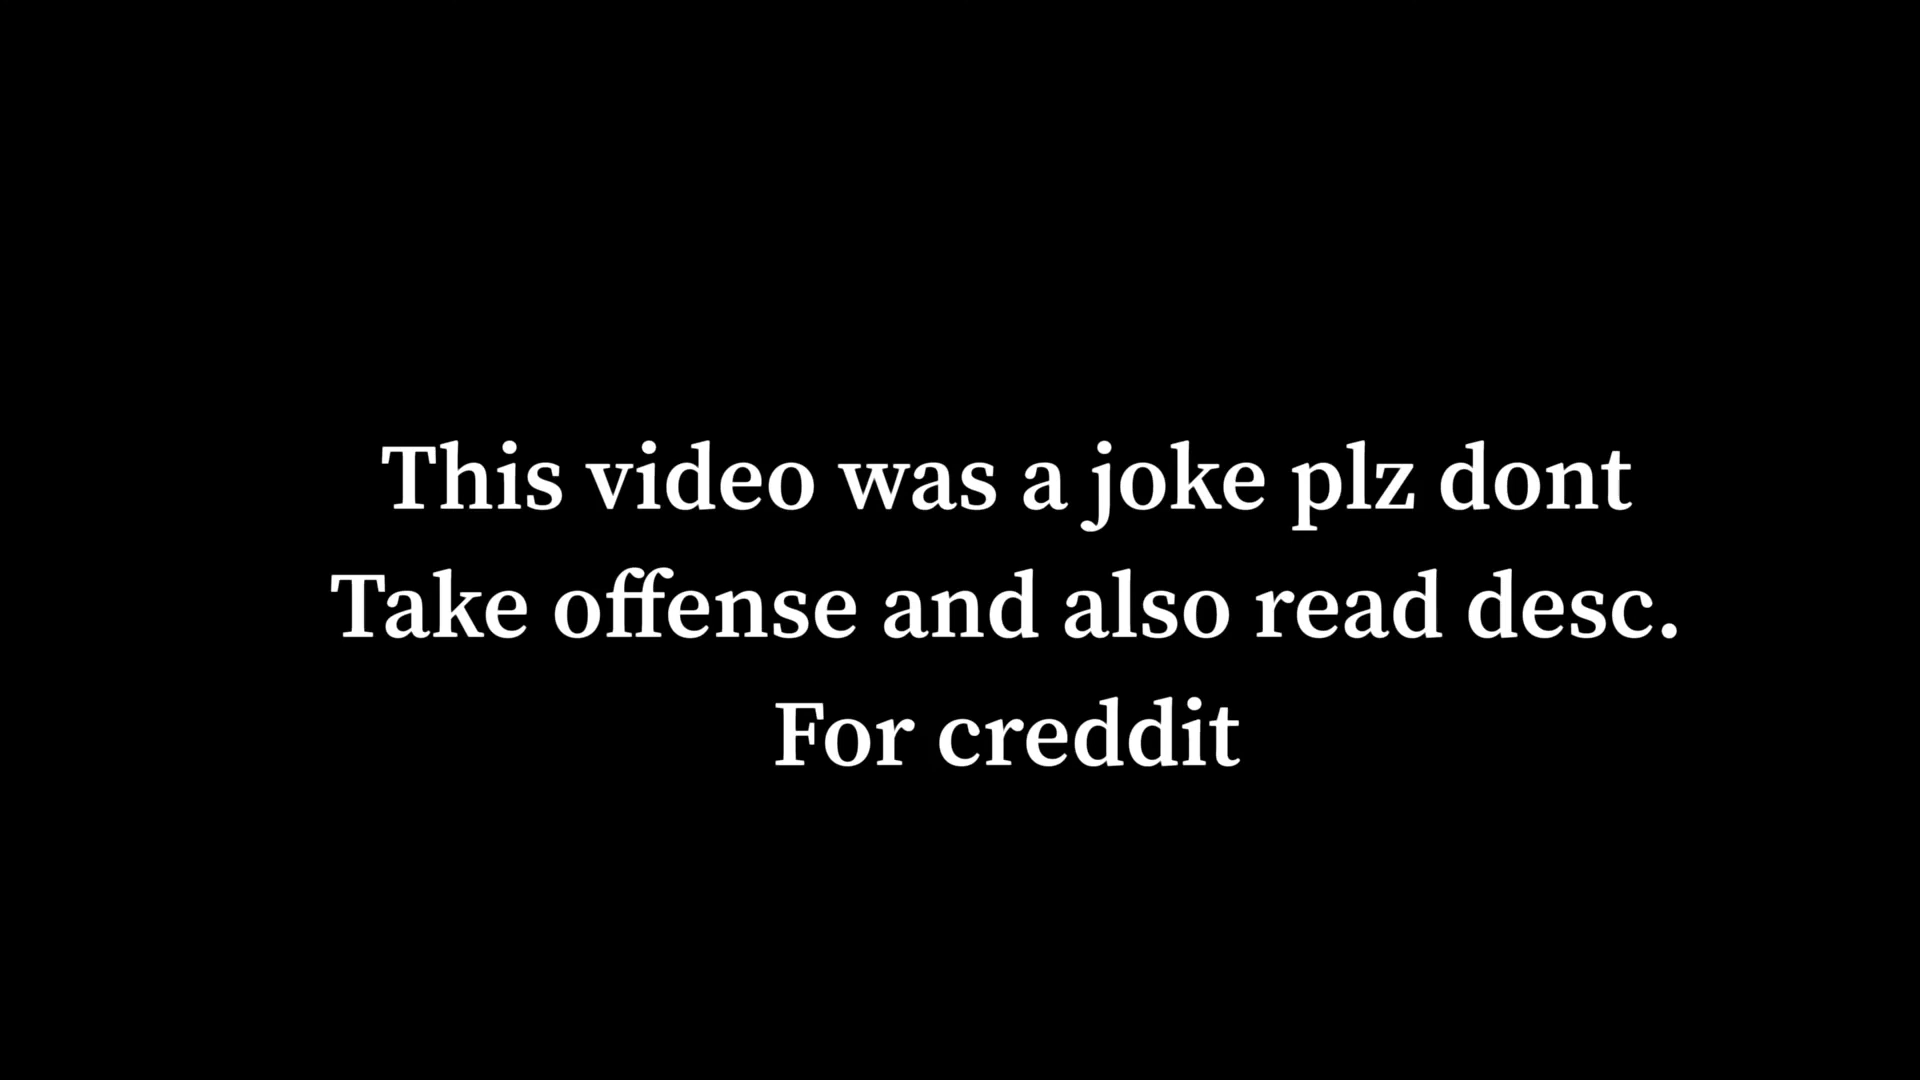 This video was a joke plz dont
Take offense and also read desc.
For creddit